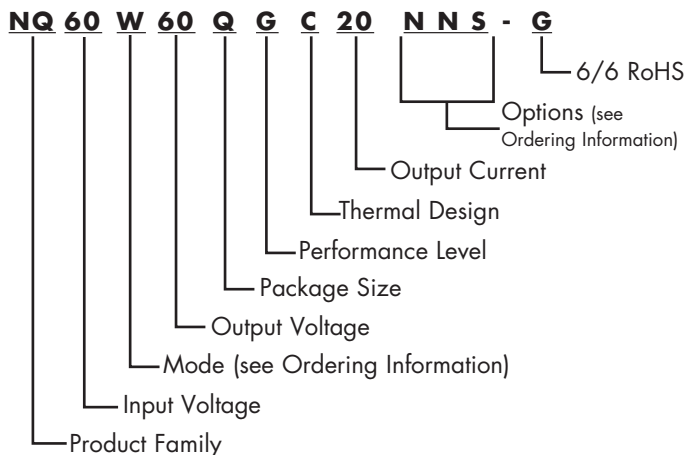 NQ 60 W 60 Q G C 20 N N S - G
6/6 RoHS
Options (see
Ordering Information)
Output Current
Thermal Design
Performance Level
Package Size
Output Voltage
Mode (see Ordering Information)
Input Voltage
Product Family